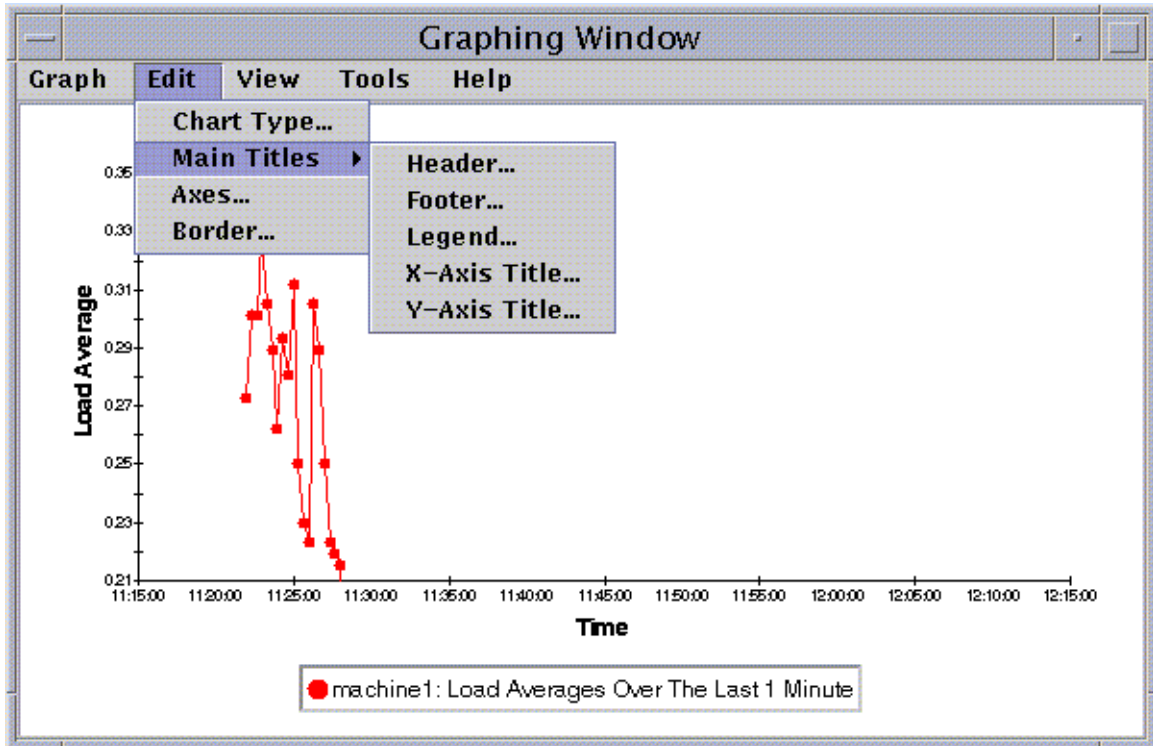 Graphing Window
Graph Edit View Tools Help
Chart Type...
Main Titles
Axes...
Border...
Header...
Footer...
Legend...
X-Axis Title...
Y-Axis Title...
0.35
0.33
0.31
0.29
0.27
0.25
0.23
0.21
Load Average
11:15:00 11:20:00 11:25:00 11:30:00 11:35:00 11:40:00 11:45:00 11:50:00 11:55:00 12:00:00 12:05:00 12:10:00 12:15:00
Time
machine1: Load Averages Over The Last 1 Minute